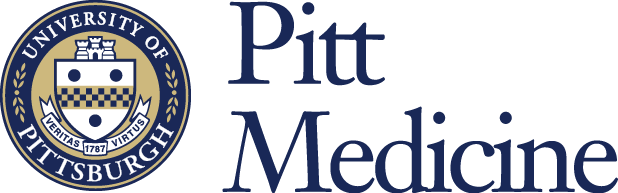 UNIVERSITY OF
PITTSBURGH
VERITAS
1787
VIRTUS
Pitt
Medicine